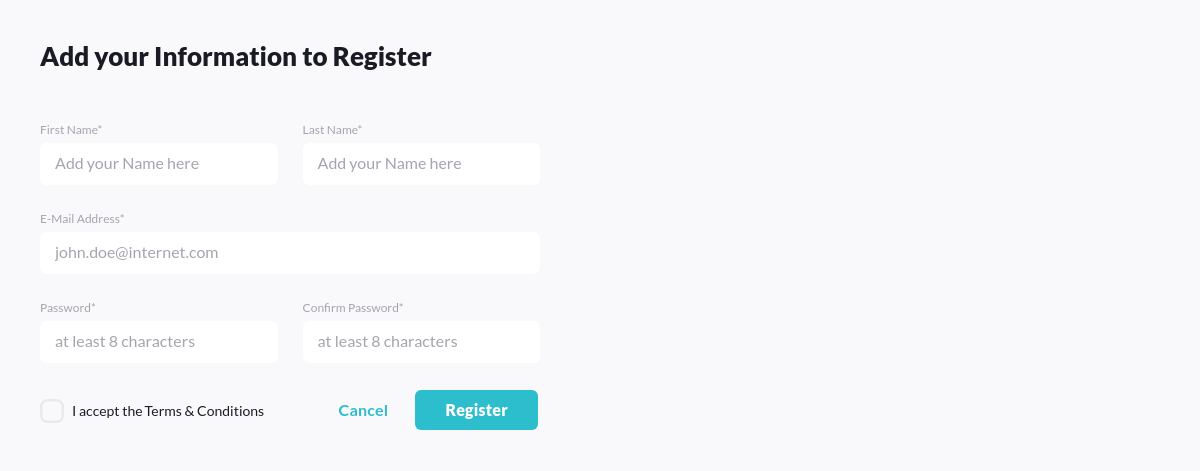 Add your Information to Register
First Name* Last Name*
Add your Name here Add your Name here
E-Mail Address*
john.doe@internet.com
Password* Confirm Password*
at least 8 characters at least 8 characters
I accept the Terms & Conditions Cancel Register